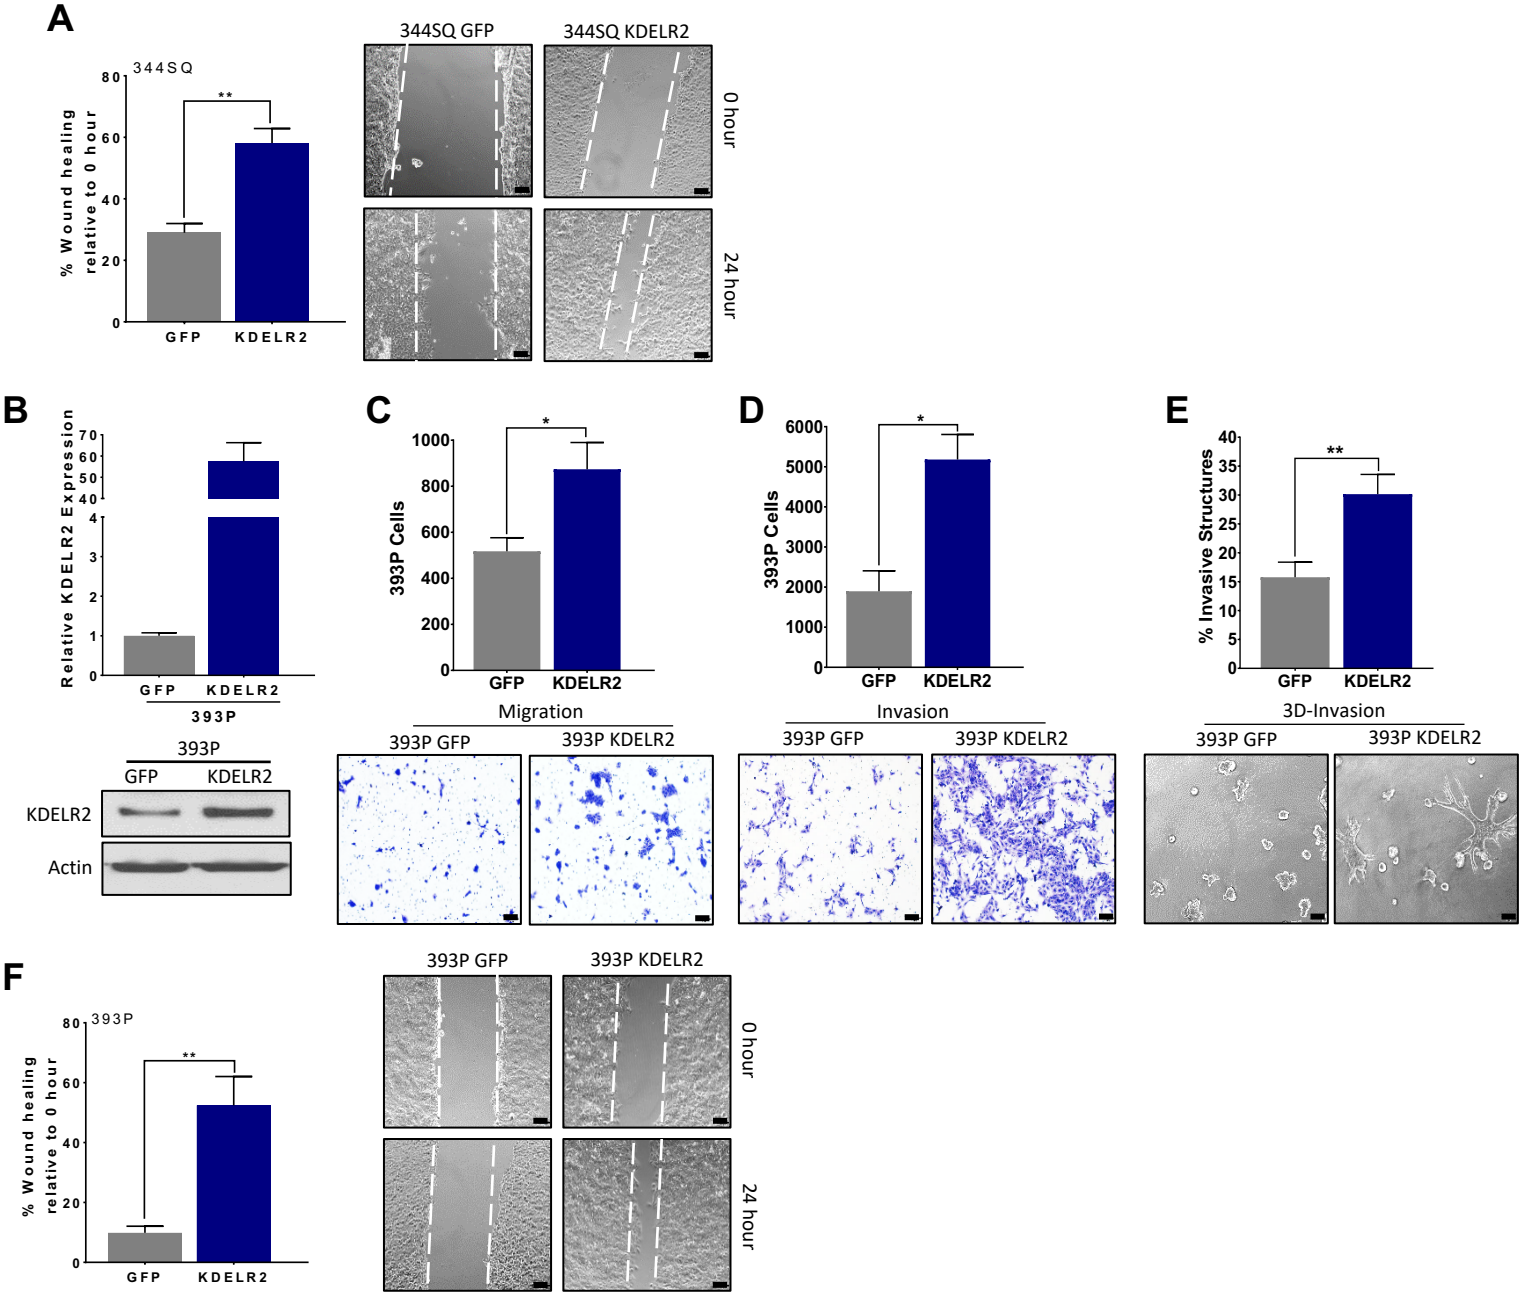 A
344SQ
% Wound healing
relative to 0 hour
80
60
40
20
0
**
GFP
KDELR2
344SQ GFP
344SQ KDELR2
0 hour
24 hour
B
Relative KDELR2 Expression
70
60
50
40
4
3
2
1
0
GFP
KDELR2
393P
393P
GFP
KDELR2
KDELR2
Actin
C
393P Cells
1000
800
600
400
200
0
*
GFP
KDELR2
Migration
393P GFP
393P KDELR2
D
393P Cells
6000
5000
4000
3000
2000
1000
0
*
GFP
KDELR2
Invasion
393P GFP
393P KDELR2
E
% Invasive Structures
40
35
30
25
20
15
10
5
0
**
GFP
KDELR2
3D-Invasion
393P GFP
393P KDELR2
F
393P
% Wound healing
relative to 0 hour
80
60
40
20
0
**
GFP
KDELR2
393P GFP
393P KDELR2
0 hour
24 hour